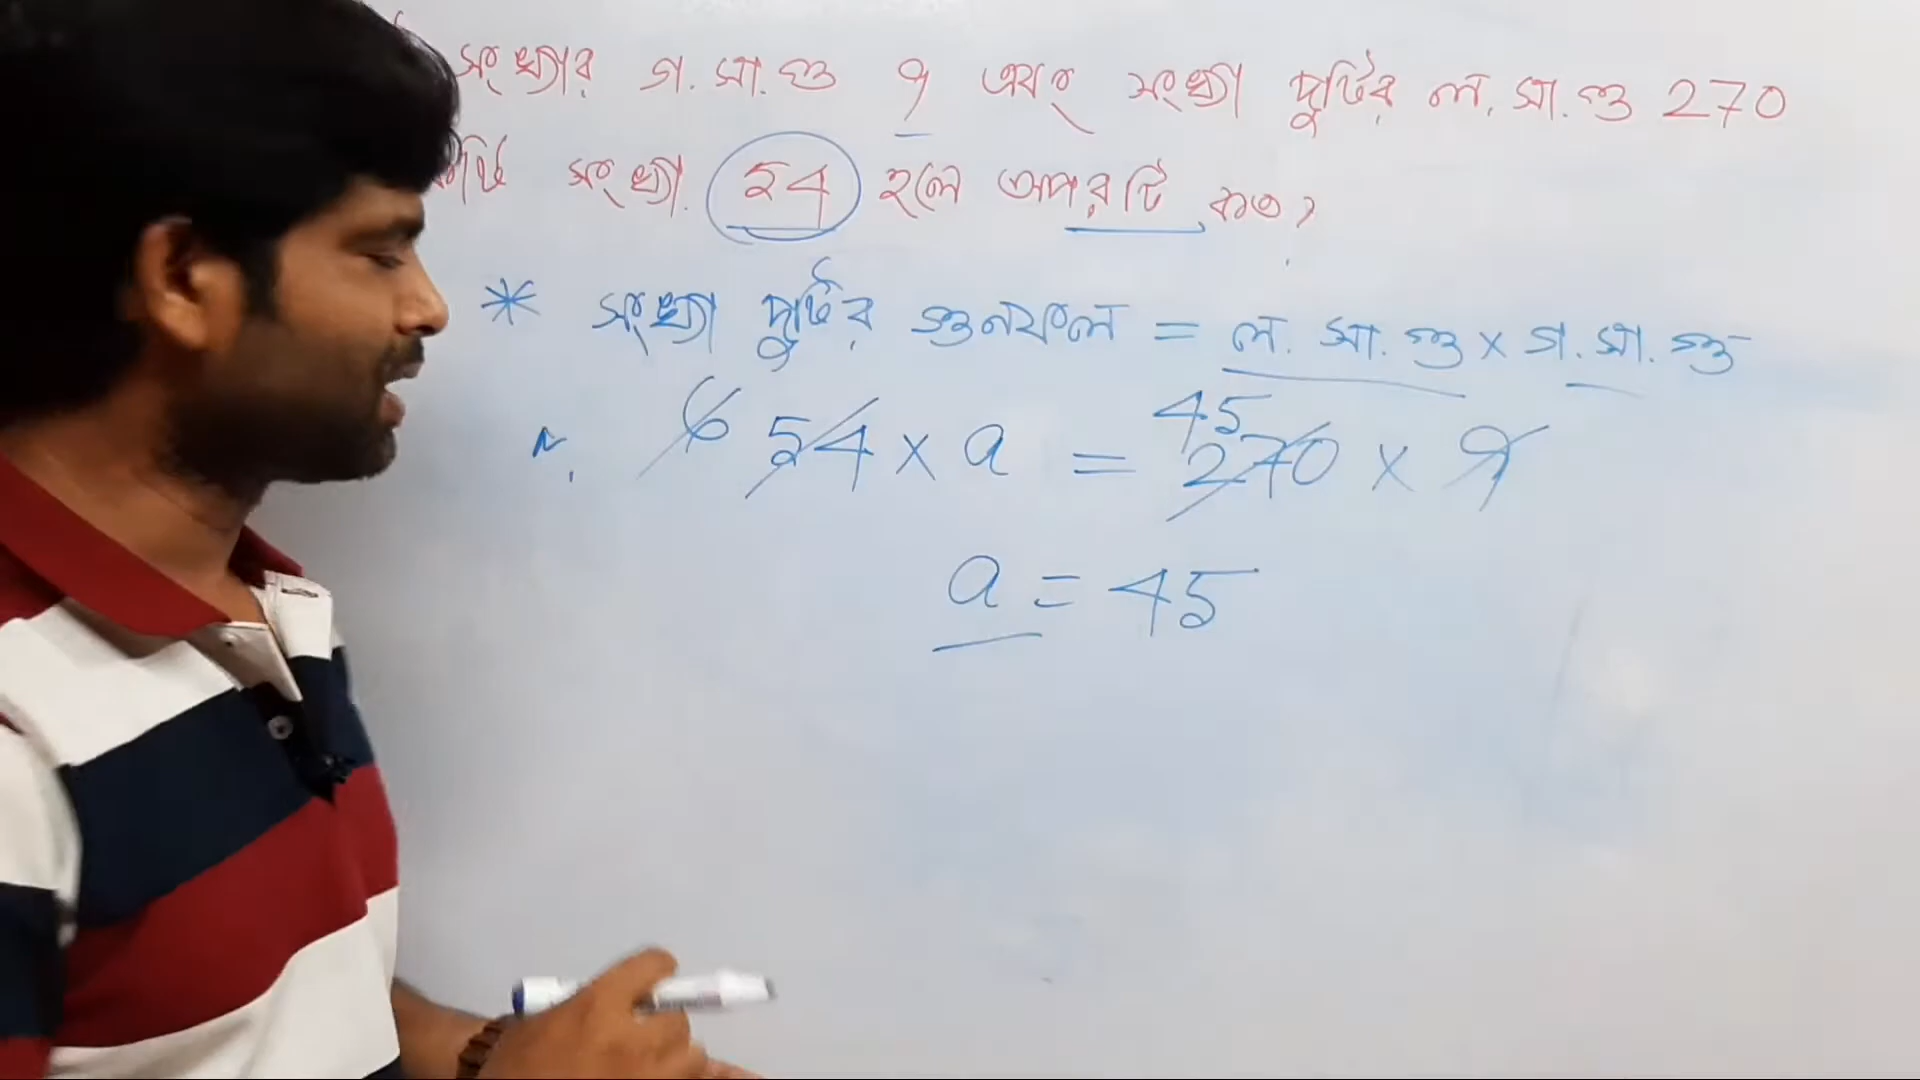 সংখ্যার গ.সা.গু 9 এবং সংখ্যা দুটির ল.সা.গু 270
সংখ্যা 54 হলে অপরটি কত?
* সংখ্যা দুটির গুনফল = ল.সা.গু × গ.সা.গু
6 54 × a = 45 270 × 9
a = 45